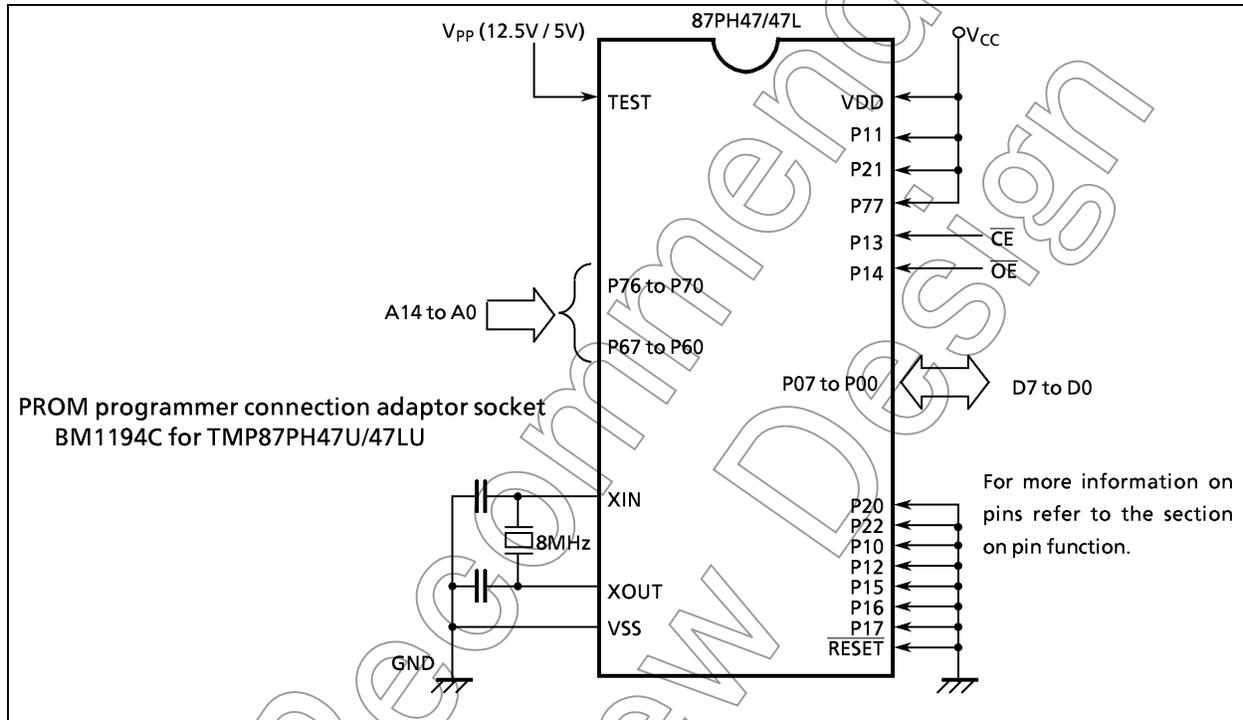 87PH47/47L
VPP (12.5V / 5V)
VCC
TEST
VDD
P11
P21
P77
P13
CE
P14
OE
P76 to P70
A14 to A0
P67 to P60
P07 to P00
D7 to D0
PROM programmer connection adaptor socket
BM1194C for TMP87PH47U/47LU
XIN
8MHz
XOUT
VSS
GND
P20
P22
P10
P12
P15
P16
P17
RESET
For more information on
pins refer to the section
on pin function.
Recommend
ew Design